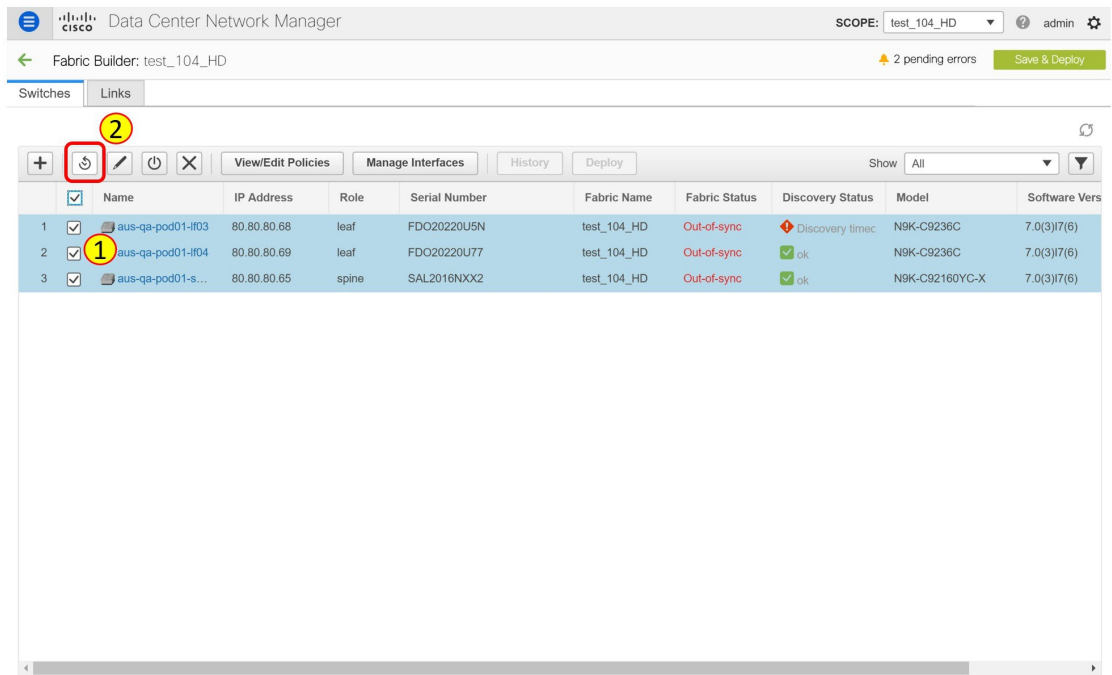 cisco Data Center Network Manager SCOPE: test_104_HD admin
Fabric Builder: test_104_HD 2 pending errors Save & Deploy
Switches Links
2
View/Edit Policies Manage Interfaces History Deploy Show All
Name IP Address Role Serial Number Fabric Name Fabric Status Discovery Status Model Software Vers
1 aus-qa-pod01-lf03 80.80.80.68 leaf FDO20220U5N test_104_HD Out-of-sync Discovery timec N9K-C9236C 7.0(3)I7(6)
2 1 aus-qa-pod01-lf04 80.80.80.69 leaf FDO20220U77 test_104_HD Out-of-sync ok N9K-C9236C 7.0(3)I7(6)
3 aus-qa-pod01-s... 80.80.80.65 spine SAL2016NXX2 test_104_HD Out-of-sync ok N9K-C92160YC-X 7.0(3)I7(6)